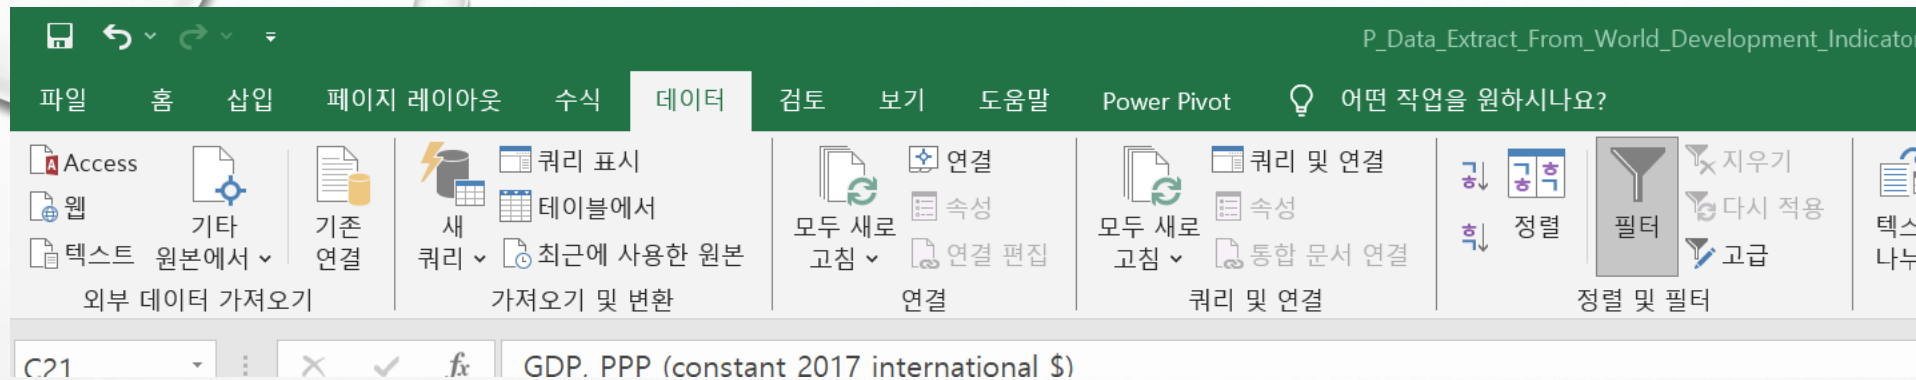 P_Data_Extract_From_World_Development_Indicator
파일 홈 삽입 페이지 레이아웃 수식 데이터 검토 보기 도움말 Power Pivot 어떤 작업을 원하시나요?
Access
웹
텍스트
기타
원본에서
기존
연결
외부 데이터 가져오기
새
쿼리
쿼리 표시
테이블에서
최근에 사용한 원본
가져오기 및 변환
모두 새로
고침
연결
속성
연결 편집
연결
모두 새로
고침
쿼리 및 연결
속성
통합 문서 연결
쿼리 및 연결
정렬
필터
지우기
다시 적용
고급
정렬 및 필터
텍스
나누
C21 fx GDP, PPP (constant 2017 international $)